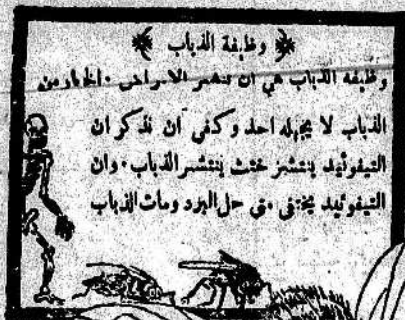 وظيفة الذباب
وظيفة الذباب هي ان تنشر الامراض . الخابار من
الذباب لا يجهله احد وكفى ان نذكر ان
التيفوئيد ينتشر حيث ينتشر الذباب . وان
التيفوئيد يختفي متى حل البرد ومات الذباب